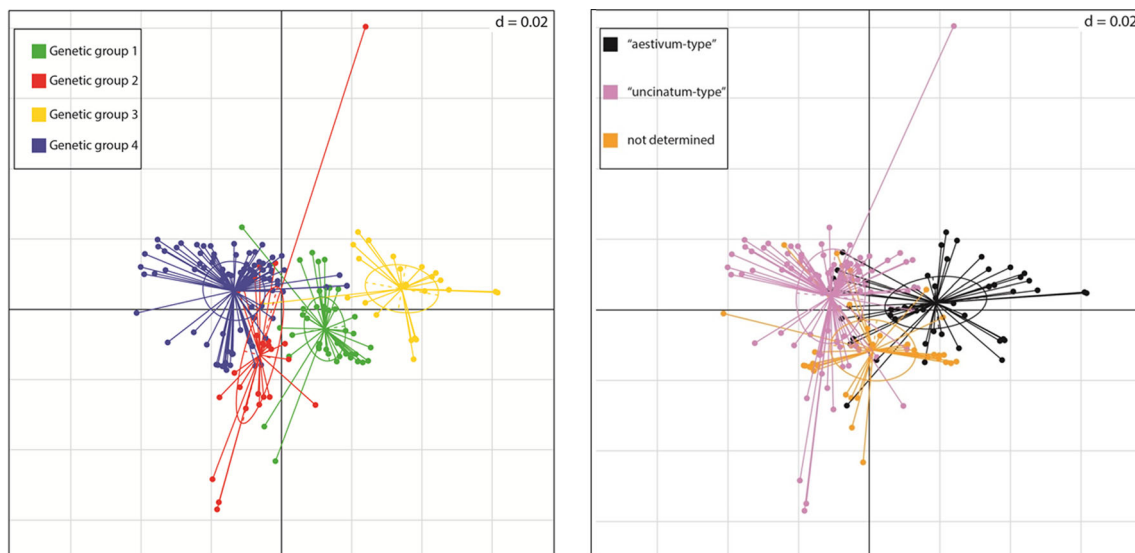 d = 0.02
Genetic group 1
Genetic group 2
Genetic group 3
Genetic group 4
d = 0.02
“aestivum-type”
“uncinatum-type”
not determined